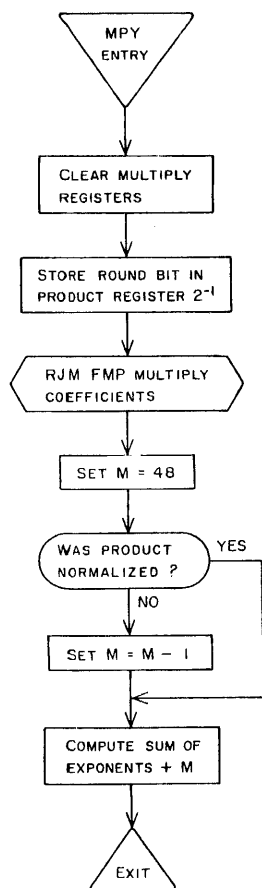 MPY
ENTRY
CLEAR MULTIPLY
REGISTERS
STORE ROUND BIT IN
PRODUCT REGISTER 2⁻¹
RJM FMP MULTIPLY
COEFFICIENTS
SET M = 48
WAS PRODUCT
NORMALIZED ?
YES
NO
SET M = M - 1
COMPUTE SUM OF
EXPONENTS + M
EXIT